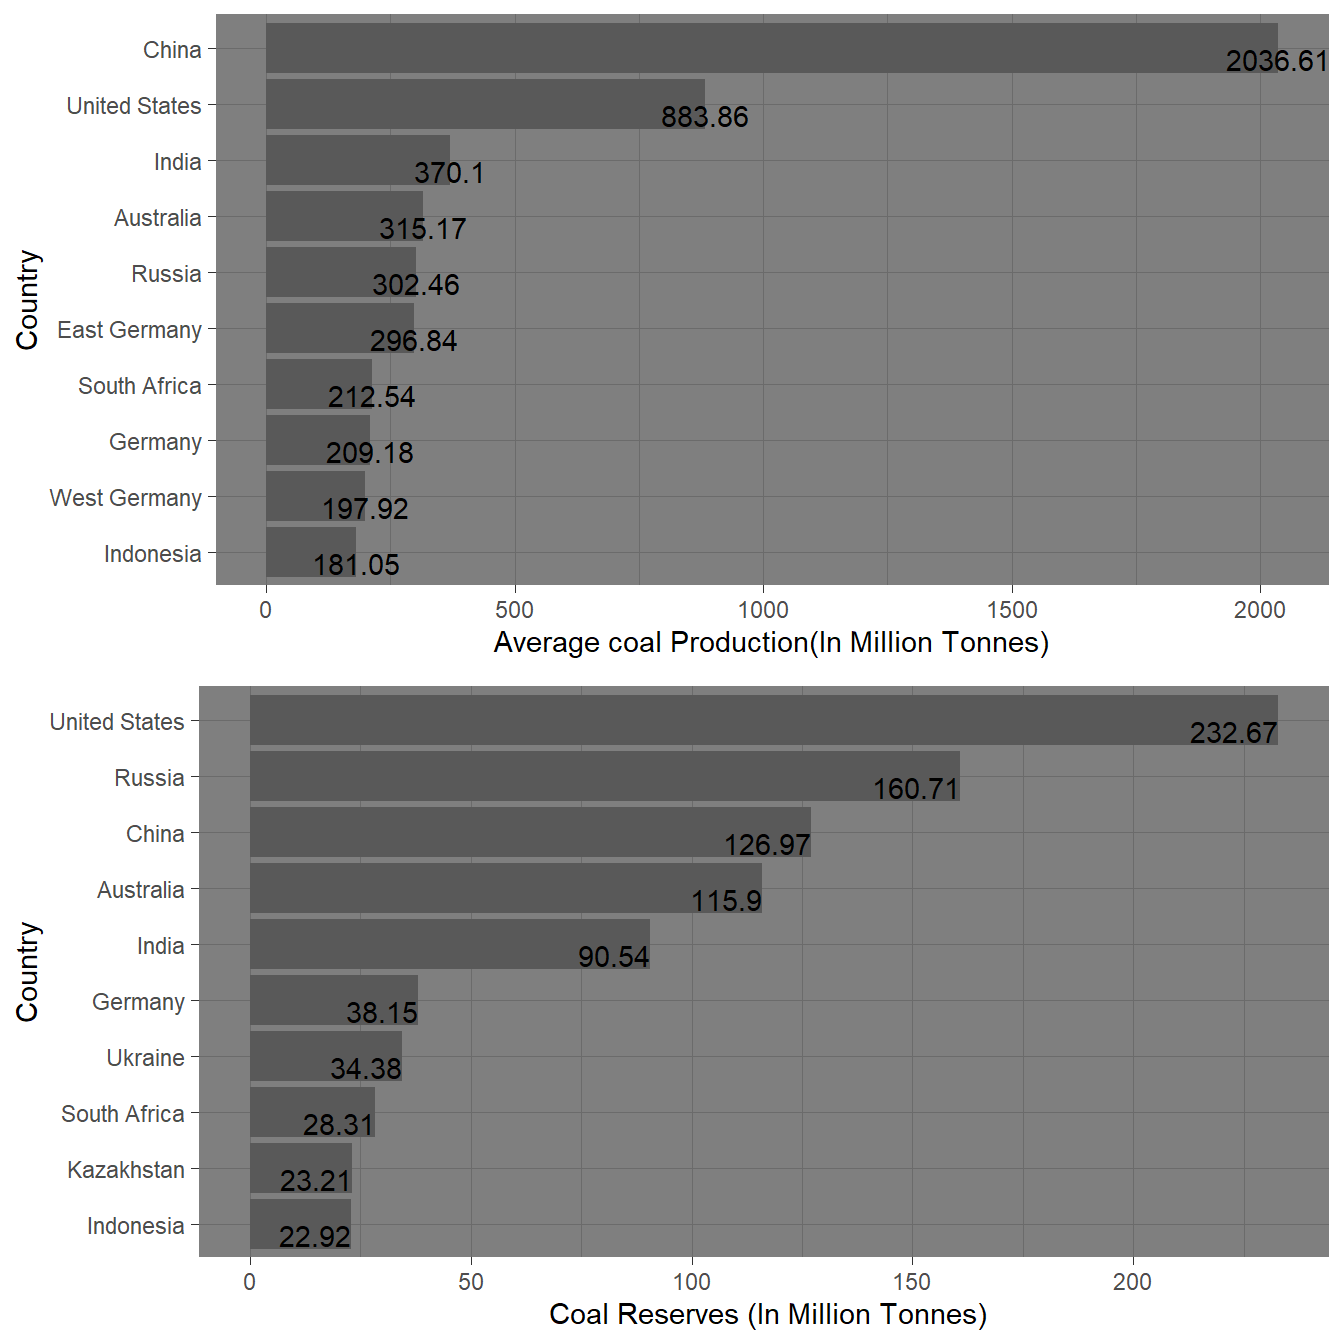 China
2036.61
United States
883.86
India
370.1
Australia
315.17
Russia
302.46
East Germany
296.84
South Africa
212.54
Germany
209.18
West Germany
197.92
Indonesia
181.05
Country
0 500 1000 1500 2000
Average coal Production(In Million Tonnes)
United States
232.67
Russia
160.71
China
126.97
Australia
115.9
India
90.54
Germany
38.15
Ukraine
34.38
South Africa
28.31
Kazakhstan
23.21
Indonesia
22.92
Country
0 50 100 150 200
Coal Reserves (In Million Tonnes)